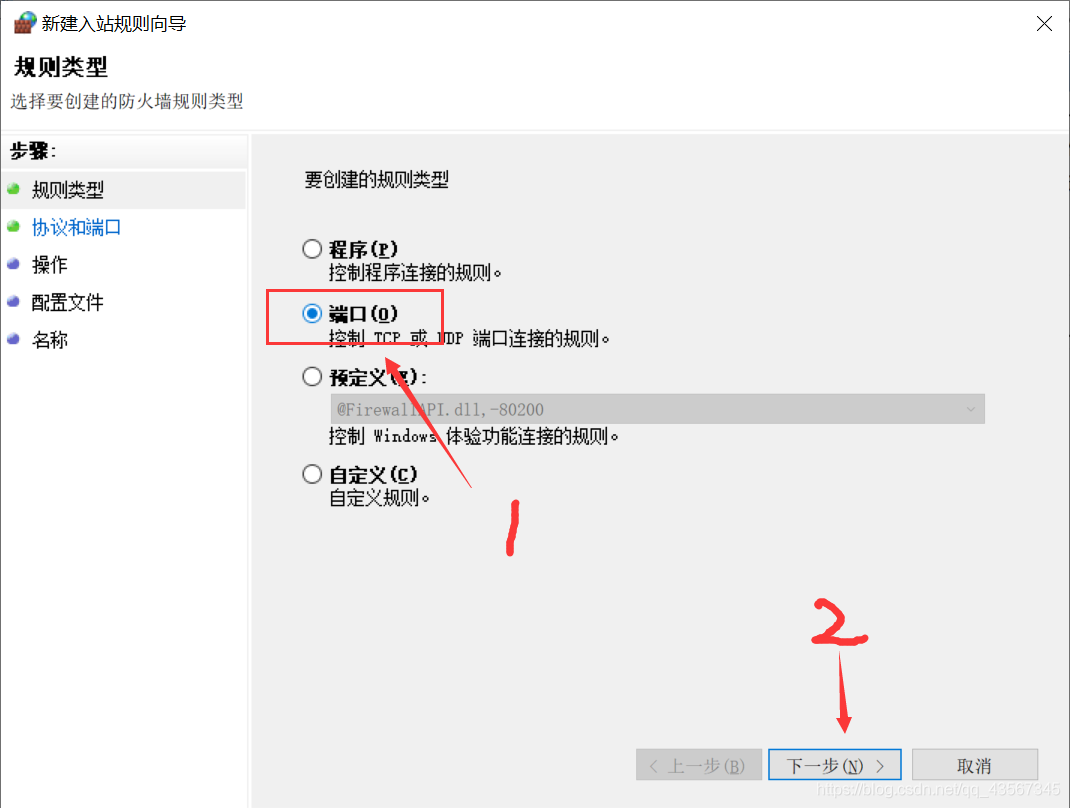 新建入站规则向导
规则类型
选择要创建的防火墙规则类型
步骤:
规则类型
协议和端口
操作
配置文件
名称
要创建的规则类型
程序(P)
控制程序连接的规则。
端口(O)
控制 TCP 或 UDP 端口连接的规则。
预定义(E):
@FirewallAPI.dll,-80200
控制 Windows 体验功能连接的规则。
自定义(C)
自定义规则。
1
2
< 上一步(B)
下一步(N) >
取消
https://blog.csdn.net/qq_43567345